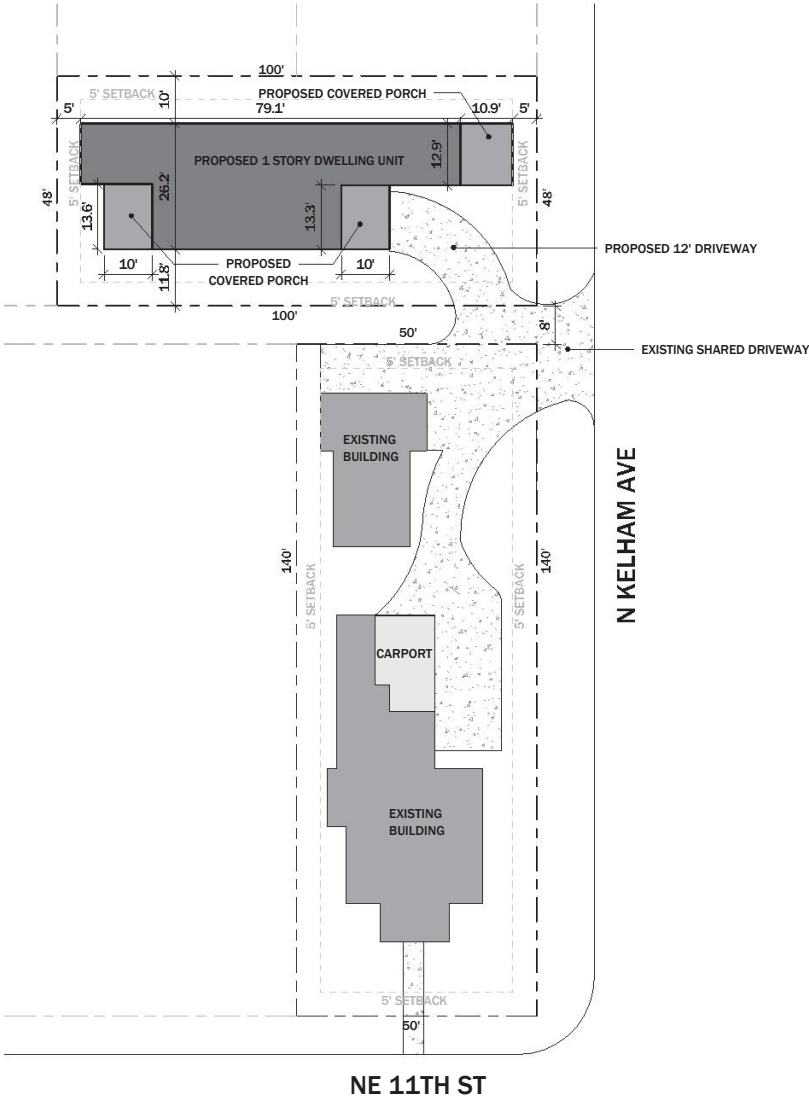 100'
5' SETBACK
10'
PROPOSED COVERED PORCH
5'
79.1'
10.9'
5'
5' SETBACK
48'
PROPOSED 1 STORY DWELLING UNIT
12.9'
5' SETBACK
48'
26.2'
13.6'
13.3'
10'
PROPOSED
COVERED PORCH
10'
11.8'
PROPOSED 12' DRIVEWAY
5' SETBACK
100'
8'
50'
EXISTING SHARED DRIVEWAY
5' SETBACK
EXISTING
BUILDING
N KELHAM AVE
140'
5' SETBACK
5' SETBACK
140'
CARPORT
EXISTING
BUILDING
5' SETBACK
50'
NE 11TH ST